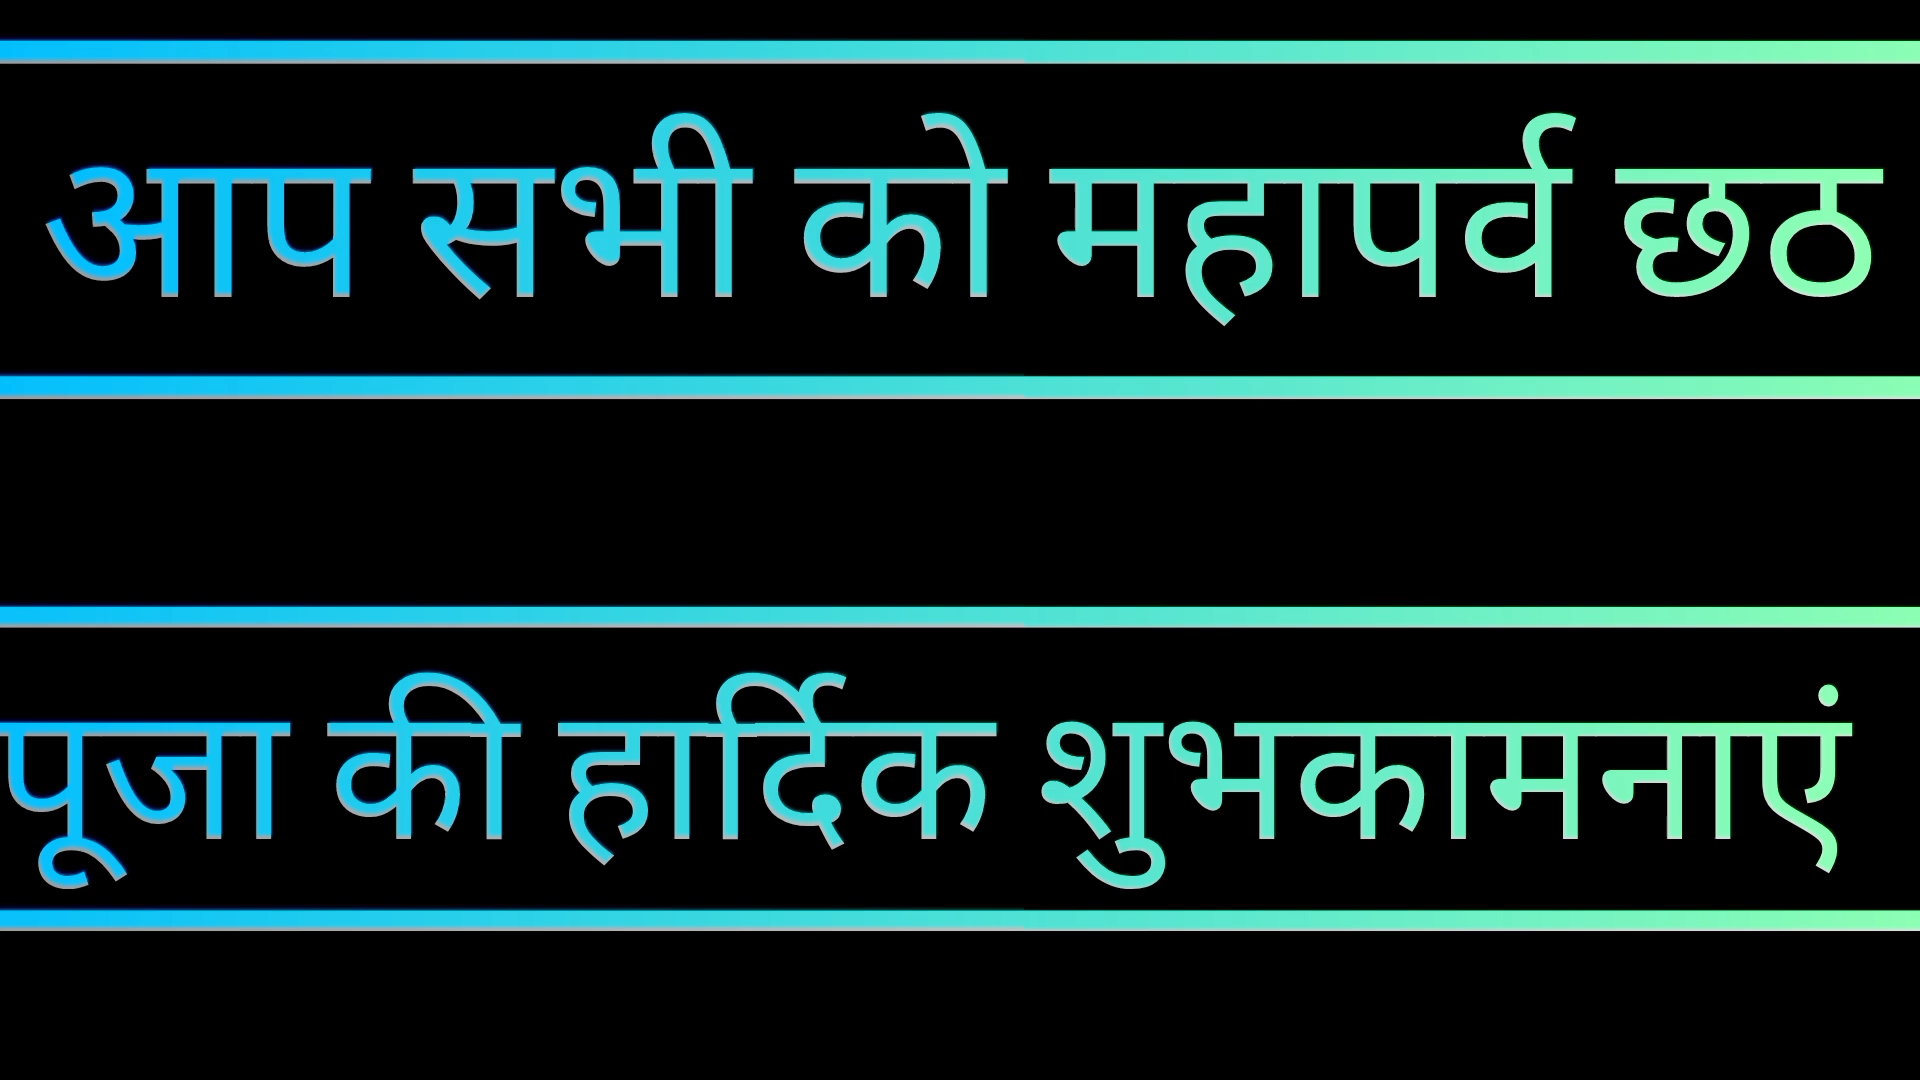 आप सभी को महापर्व छठ
पूजा की हार्दिक शुभकामनाएं